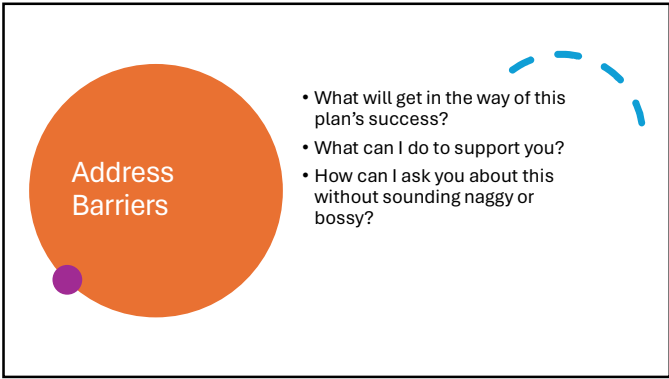 Address
Barriers
• What will get in the way of this
plan’s success?
• What can I do to support you?
• How can I ask you about this
without sounding naggy or
bossy?